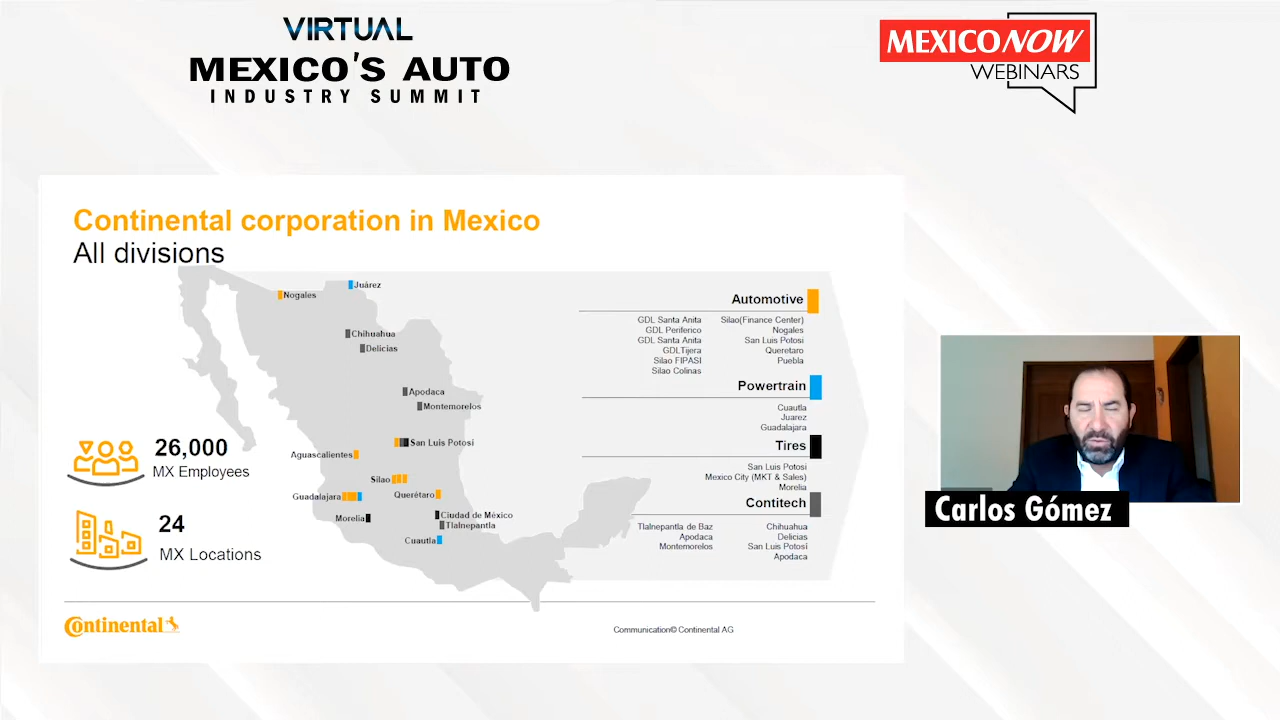 VIRTUAL
MEXICO'S AUTO
INDUSTRY SUMMIT
MEXICONOW
WEBINARS
Continental corporation in Mexico
All divisions
Nogales
Juárez
Chihuahua
Delicias
Apodaca
Montemorelos
San Luis Potosí
Aguascalientes
Silao
Guadalajara
Querétaro
Morelia
Ciudad de México
Tlalnepantla
Cuautla
26,000
MX Employees
24
MX Locations
Automotive
GDL Santa Anita
GDL Periferico
GDL Santa Anita
GDLTijera
Silao FIPASI
Silao Colinas
Silao(Finance Center)
Nogales
San Luis Potosi
Queretaro
Puebla
Powertrain
Cuautla
Juarez
Guadalajara
Tires
San Luis Potosi
Mexico City (MKT & Sales)
Morelia
Contitech
Tlalnepantla de Baz
Apodaca
Montemorelos
Chihuahua
Delicias
San Luis Potosí
Apodaca
Continental
Communication© Continental AG
Carlos Gómez